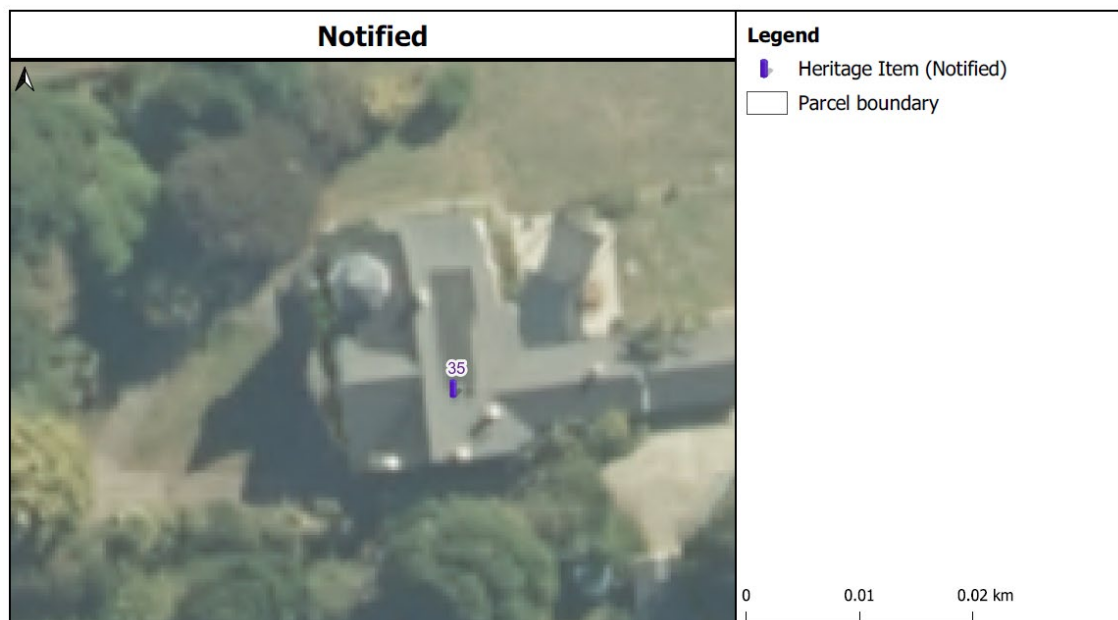 Notified
35
Legend
Heritage Item (Notified)
Parcel boundary
0 0.01 0.02 km